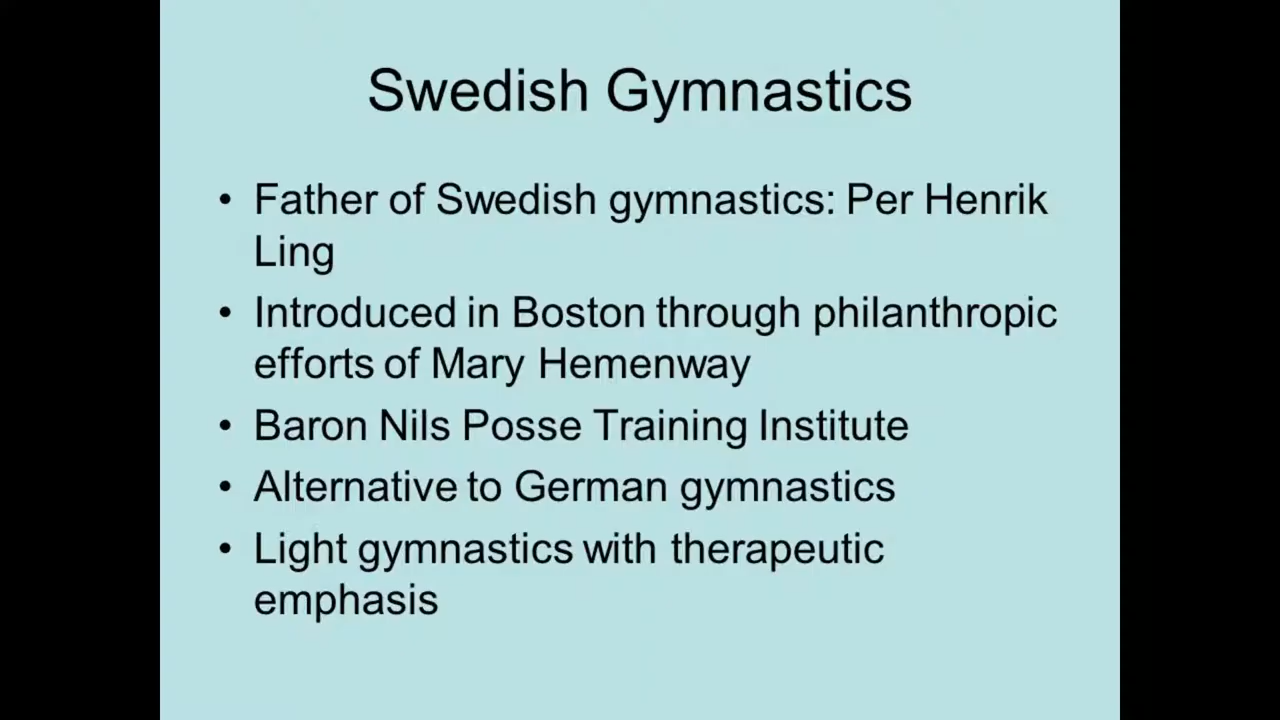 Swedish Gymnastics
• Father of Swedish gymnastics: Per Henrik
Ling
• Introduced in Boston through philanthropic
efforts of Mary Hemenway
• Baron Nils Posse Training Institute
• Alternative to German gymnastics
• Light gymnastics with therapeutic
emphasis